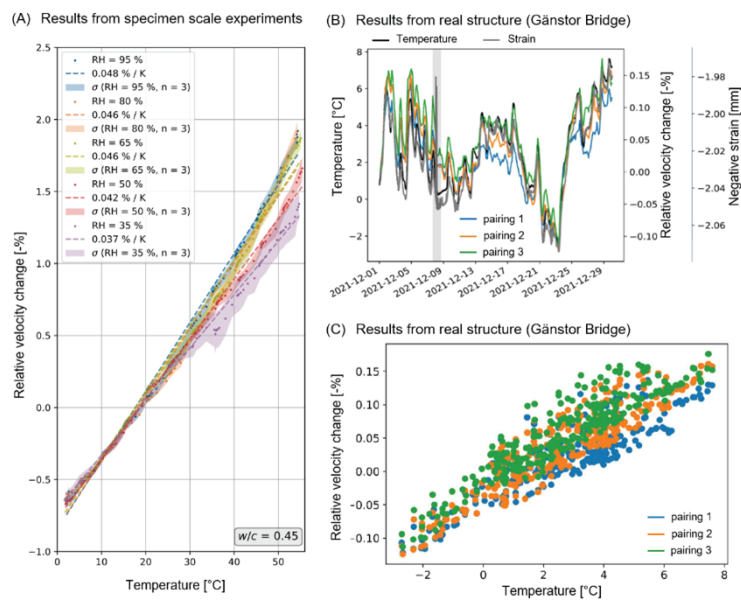 (A) Results from specimen scale experiments
Relative velocity change [-%]
2.5
2.0
1.5
1.0
0.5
0.0
−0.5
−1.0
RH = 95 %
0.048 % / K
σ (RH = 95 %, n = 3)
RH = 80 %
0.046 % / K
σ (RH = 80 %, n = 3)
RH = 65 %
0.046 % / K
σ (RH = 65 %, n = 3)
RH = 50 %
0.042 % / K
σ (RH = 50 %, n = 3)
RH = 35 %
0.037 % / K
σ (RH = 35 %, n = 3)
w/c = 0.45
0 10 20 30 40 50
Temperature [°C]
(B) Results from real structure (Gänstor Bridge)
Temperature Strain
Temperature [°C]
8
6
4
2
0
−2
pairing 1
pairing 2
pairing 3
0.15
0.10
0.05
0.00
−0.05
−0.10
Relative velocity change [-%]
−1.98
−2.00
−2.02
−2.04
−2.06
Negative strain [mm]
2021-12-01
2021-12-05
2021-12-09
2021-12-13
2021-12-17
2021-12-21
2021-12-25
2021-12-29
(C) Results from real structure (Gänstor Bridge)
Relative velocity change [-%]
0.15
0.10
0.05
0.00
−0.05
−0.10
pairing 1
pairing 2
pairing 3
−2 0 2 4 6 8
Temperature [°C]